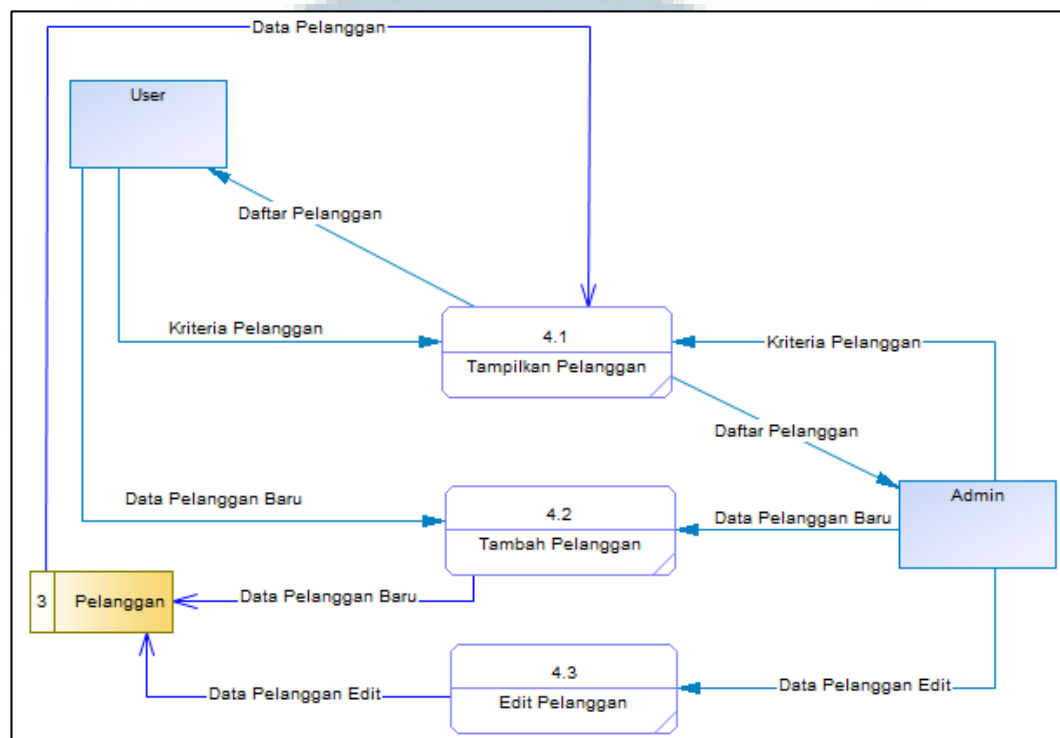 Data Pelanggan
User
Daftar Pelanggan
4.1
Kriteria Pelanggan
Kriteria Pelanggan
Tampilkan Pelanggan
Daftar Pelanggan
Data Pelanggan Baru
4.2
Admin
Data Pelanggan Baru
Tambah Pelanggan
3 Pelanggan
Data Pelanggan Baru
4.3
Data Pelanggan Edit
Data Pelanggan Edit
Edit Pelanggan